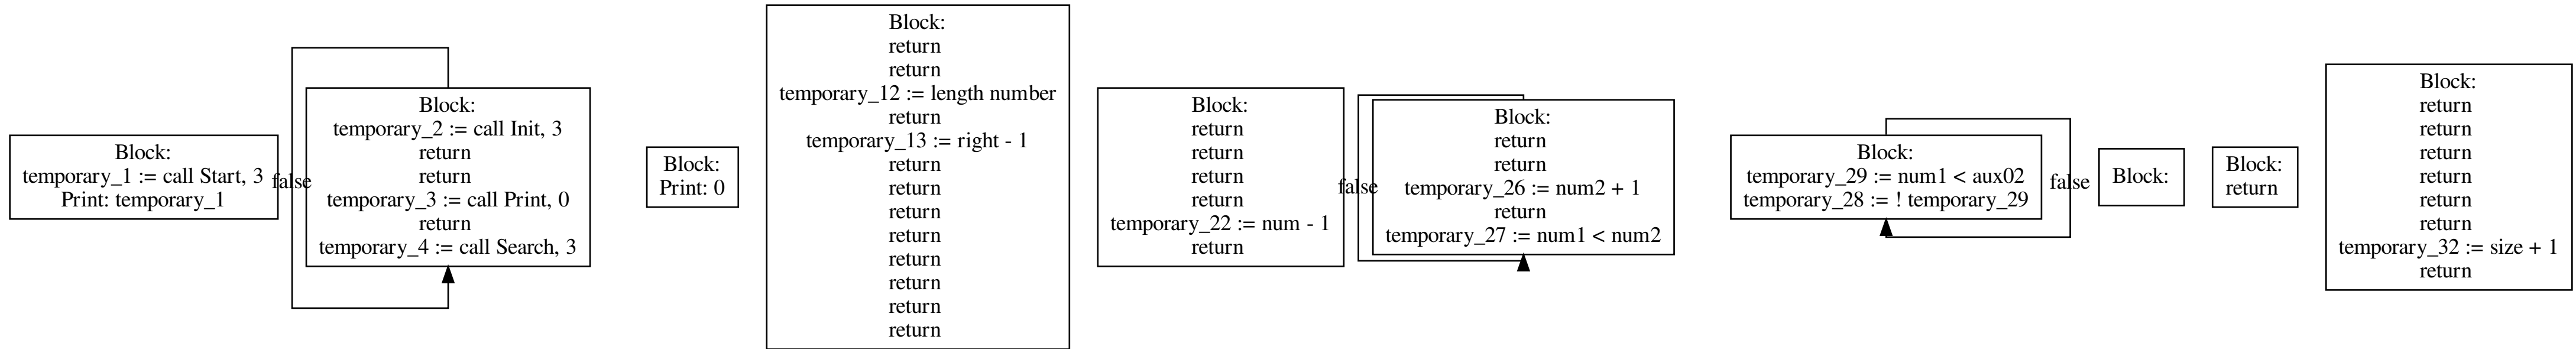 Block:
temporary_1 := call Start, 3
Print: temporary_1
false
Block:
temporary_2 := call Init, 3
return
return
temporary_3 := call Print, 0
return
temporary_4 := call Search, 3
Block:
Print: 0
Block:
return
return
temporary_12 := length number
return
temporary_13 := right - 1
return
return
return
return
return
return
return
return
Block:
return
return
return
return
temporary_22 := num - 1
return
false
Block:
return
return
temporary_26 := num2 + 1
return
temporary_27 := num1 < num2
Block:
temporary_29 := num1 < aux02
temporary_28 := ! temporary_29
false
Block:
Block:
return
Block:
return
return
return
return
return
return
temporary_32 := size + 1
return